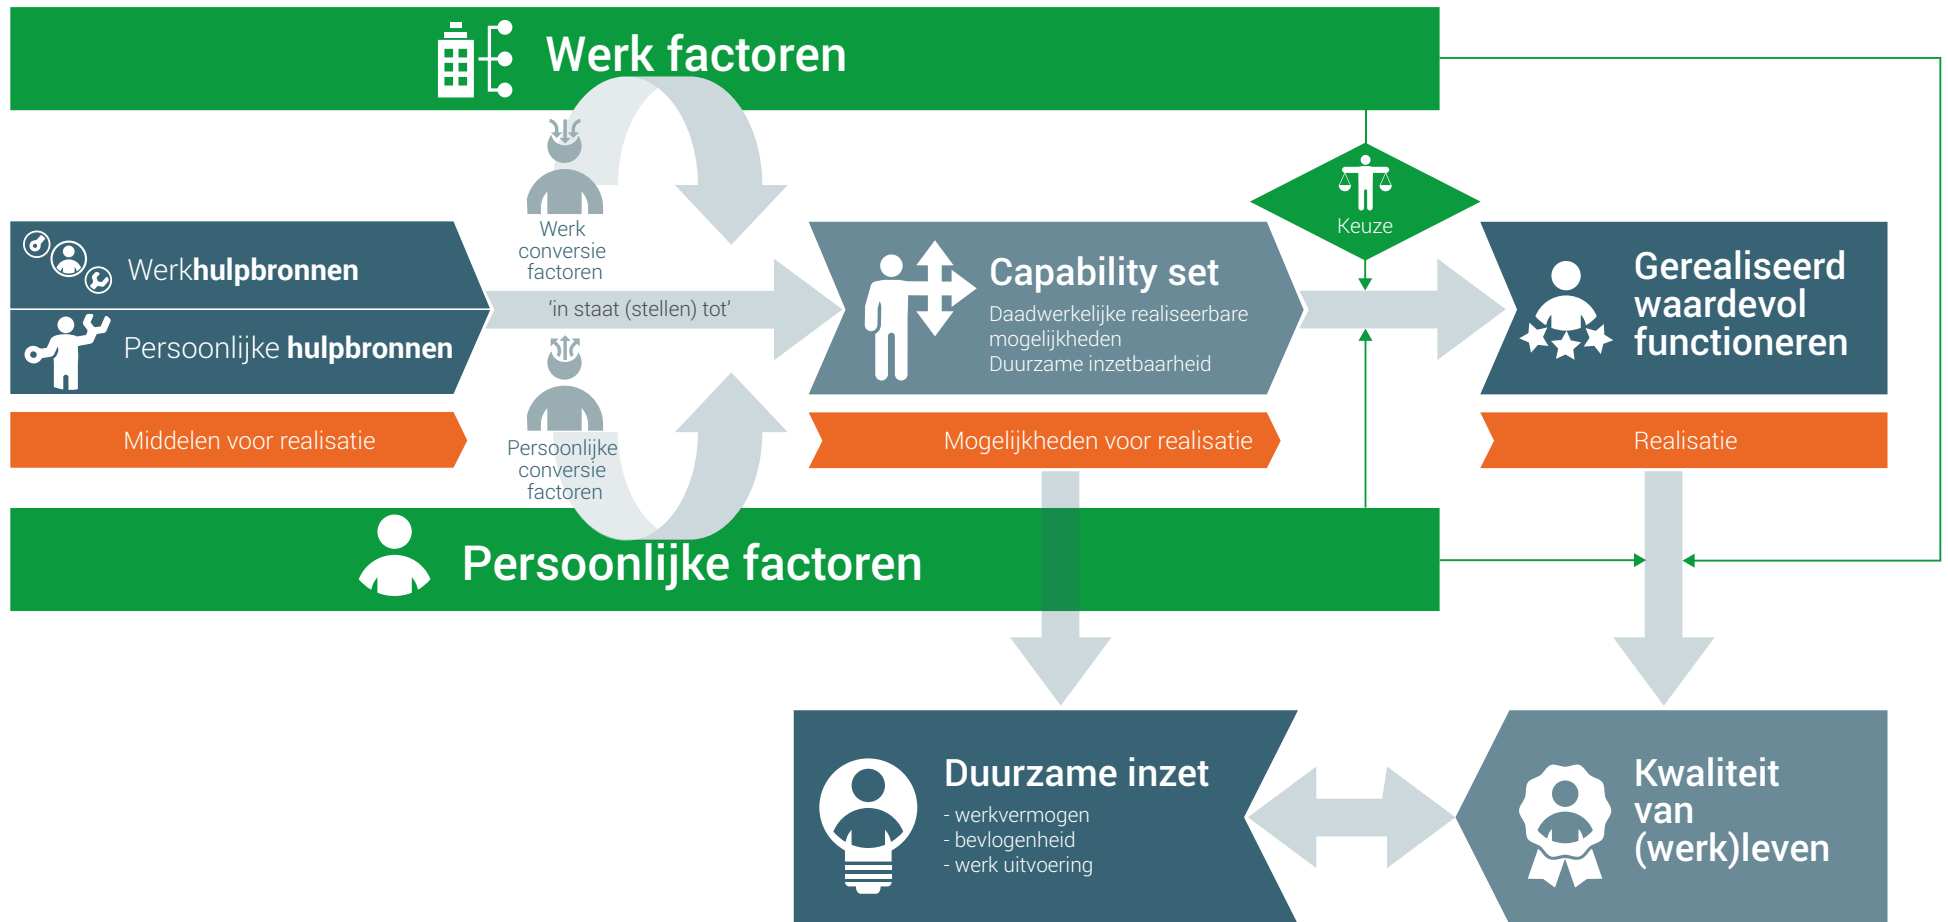 Werk factoren
Werk
conversie
factoren
Keuze
Werkhulpbronnen
Persoonlijke hulpbronnen
'in staat (stellen) tot'
Capability set
Daadwerkelijke realiseerbare
mogelijkheden
Duurzame inzetbaarheid
Gerealiseerd
waardevol
functioneren
Middelen voor realisatie
Persoonlijke
conversie
factoren
Mogelijkheden voor realisatie
Realisatie
Persoonlijke factoren
Duurzame inzet
- werkvermogen
- bevlogenheid
- werk uitvoering
Kwaliteit
van
(werk)leven